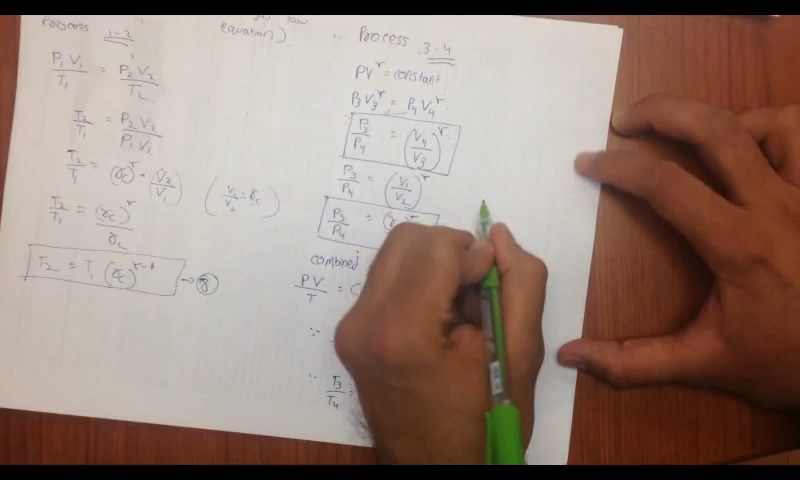 Process 1-2
P₁V₁/T₁ = P₂V₂/T₂
T₂/T₁ = P₂V₂/P₁V₁
T₂/T₁ = (rc)^γ × (V₂/V₁) (V₁/V₂ = rc)
T₂/T₁ = (rc)^γ/rc
T₂ = T₁ (rc)^γ-1 → 8
law
equation).
∴ Process 3-4
PV^γ = constant
P₃V₃^γ = P₄V₄^γ
P₃/P₄ = (V₄/V₃)^γ
P₃/P₄ = (V₁/V₂)^γ
P₃/P₄ = (rc)^γ
combined
PV/T = C
∵
∵ T₃/T₄ =